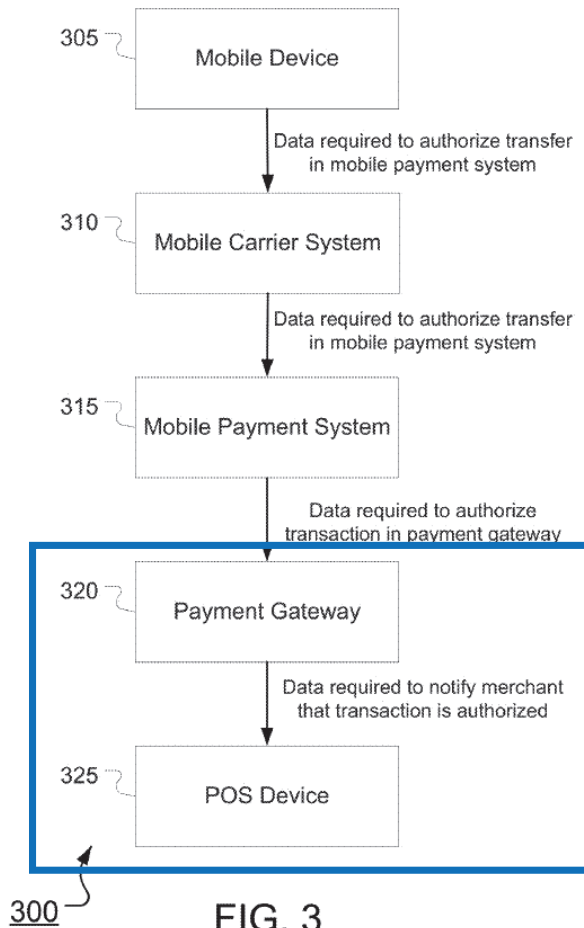 305
Mobile Device
Data required to authorize transfer
in mobile payment system
310
Mobile Carrier System
Data required to authorize transfer
in mobile payment system
315
Mobile Payment System
Data required to authorize
transaction in payment gateway
320
Payment Gateway
Data required to notify merchant
that transaction is authorized
325
POS Device
300
FIG. 3